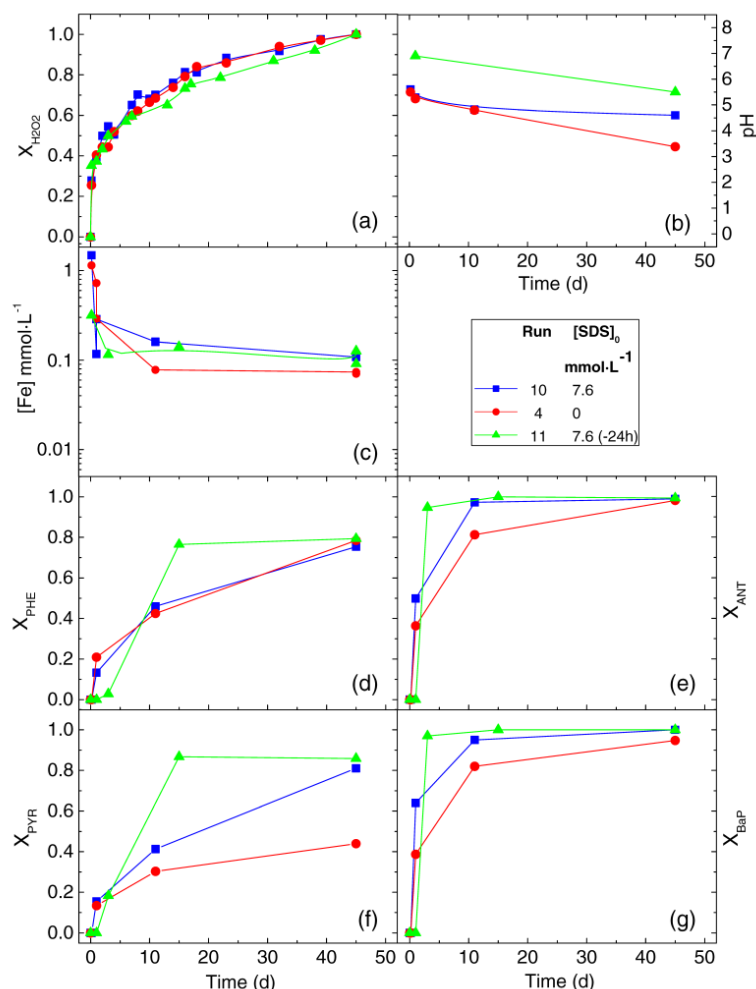 1.0
0.8
0.6
0.4
0.2
0.0
X_H2O2
(a)
8
7
6
5
4
3
2
1
0
pH
(b)
0 10 20 30 40 50
Time (d)
1
0.1
0.01
[Fe] mmol·L⁻¹
(c)
Run [SDS]₀
mmol·L⁻¹
10 7.6
4 0
11 7.6 (-24h)
1.0
0.8
0.6
0.4
0.2
0.0
X_PHE
(d)
X_ANT
(e)
1.0
0.8
0.6
0.4
0.2
0.0
X_PYR
(f)
X_BaP
(g)
0 10 20 30 40 50
Time (d)
0 10 20 30 40 50
Time (d)